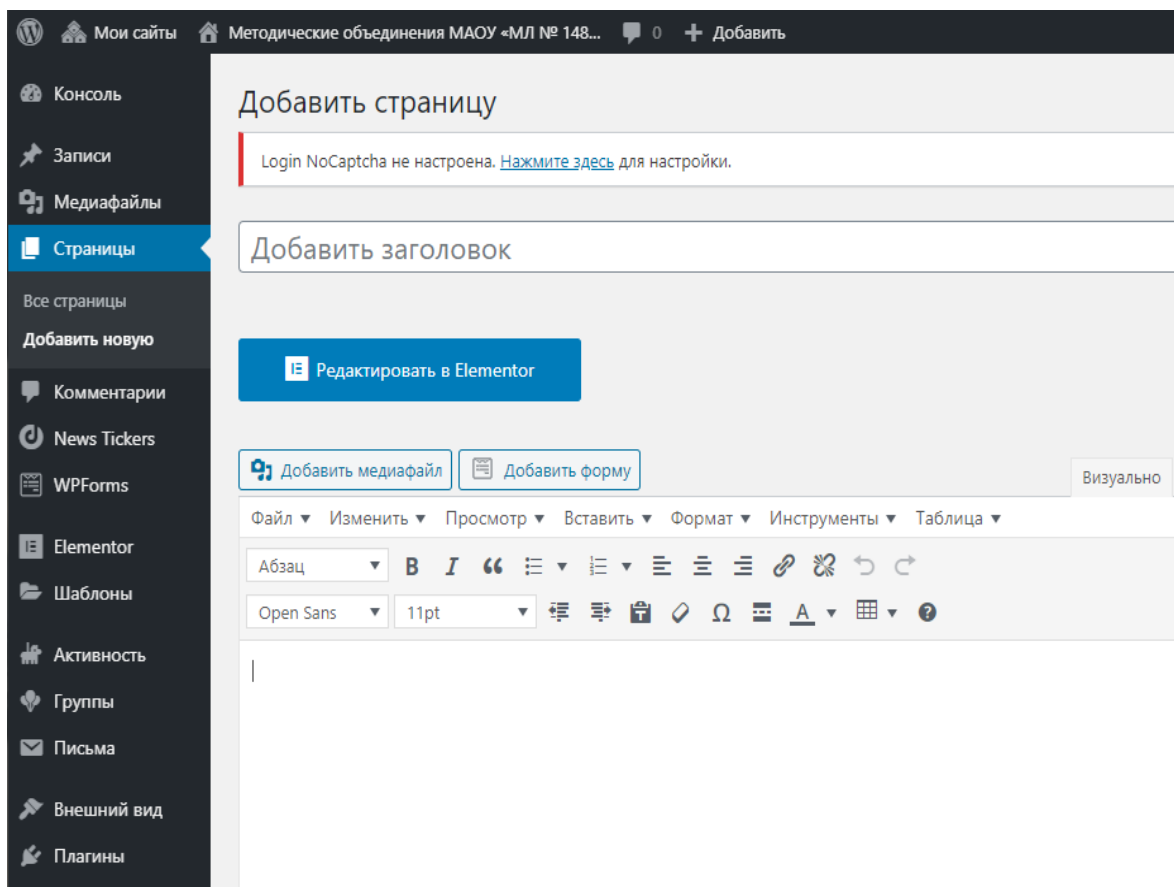 Мои сайты Методические объединения МАОУ «МЛ № 148... 0 Добавить
Консоль
Записи
Медиафайлы
Страницы
Все страницы
Добавить новую
Комментарии
News Tickers
WPForms
Elementor
Шаблоны
Активность
Группы
Письма
Внешний вид
Плагины
Добавить страницу
Login NoCaptcha не настроена. Нажмите здесь для настройки.
Добавить заголовок
Редактировать в Elementor
Добавить медиафайл Добавить форму
Визуально
Файл Изменить Просмотр Вставить Формат Инструменты Таблица
Абзац B I
Open Sans 11pt Ω A